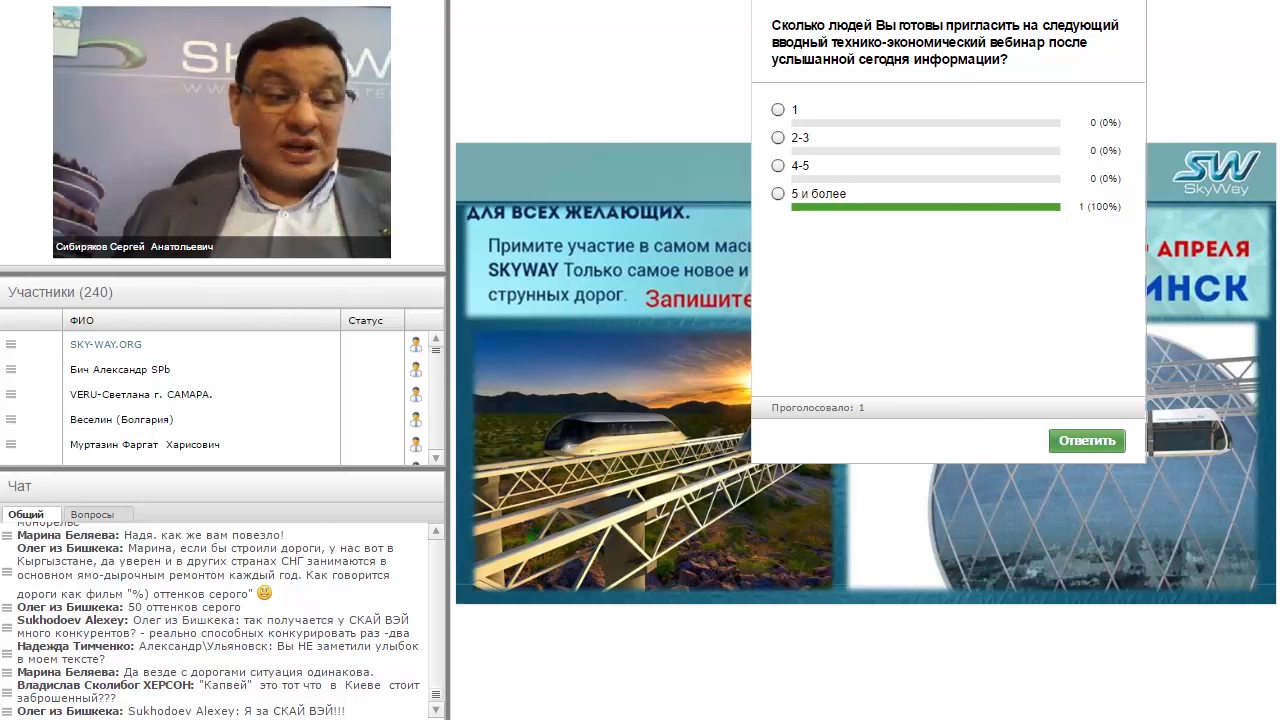 SKYW
WWW
Сибиряков Сергей Анатольевич
Участники (240)
ФИО
Статус
SKY-WAY.ORG
Бич Александр SPb
VERU-Светлана г. САМАРА.
Веселин (Болгария)
Муртазин Фаргат Харисович
Чат
Общий
Вопросы
монорельс
Марина Беляева: Надя. как же вам повезло!
Олег из Бишкека: Марина, если бы строили дороги, у нас вот в
Кыргызстане, да уверен и в других странах СНГ занимаются в
основном ямо-дырочным ремонтом каждый год. Как говорится
дороги как фильм "%) оттенков серого"
Олег из Бишкека: 50 оттенков серого
Sukhodoev Alexey: Олег из Бишкека: так получается у СКАЙ ВЭЙ
много конкурентов? - реально способных конкурировать раз -два
Надежда Тимченко: Александр\Ульяновск: Вы НЕ заметили улыбок
в моем тексте?
Марина Беляева: Да везде с дорогами ситуация одинакова.
Владислав Сколибог ХЕРСОН: "Капвей" это тот что в Киеве стоит
заброшенный???
Олег из Бишкека: Sukhodoev Alexey: Я за СКАЙ ВЭЙ!!!
Сколько людей Вы готовы пригласить на следующий
вводный технико-экономический вебинар после
услышанной сегодня информации?
1
0 (0%)
2-3
0 (0%)
4-5
0 (0%)
5 и более
1 (100%)
Проголосовало: 1
Ответить
ДЛЯ ВСЕХ ЖЕЛАЮЩИХ.
Примите участие в самом мас
SKYWAY Только самое новое и
струнных дорог. Запишите
SW
SkyWay
АПРЕЛЯ
ИНСК